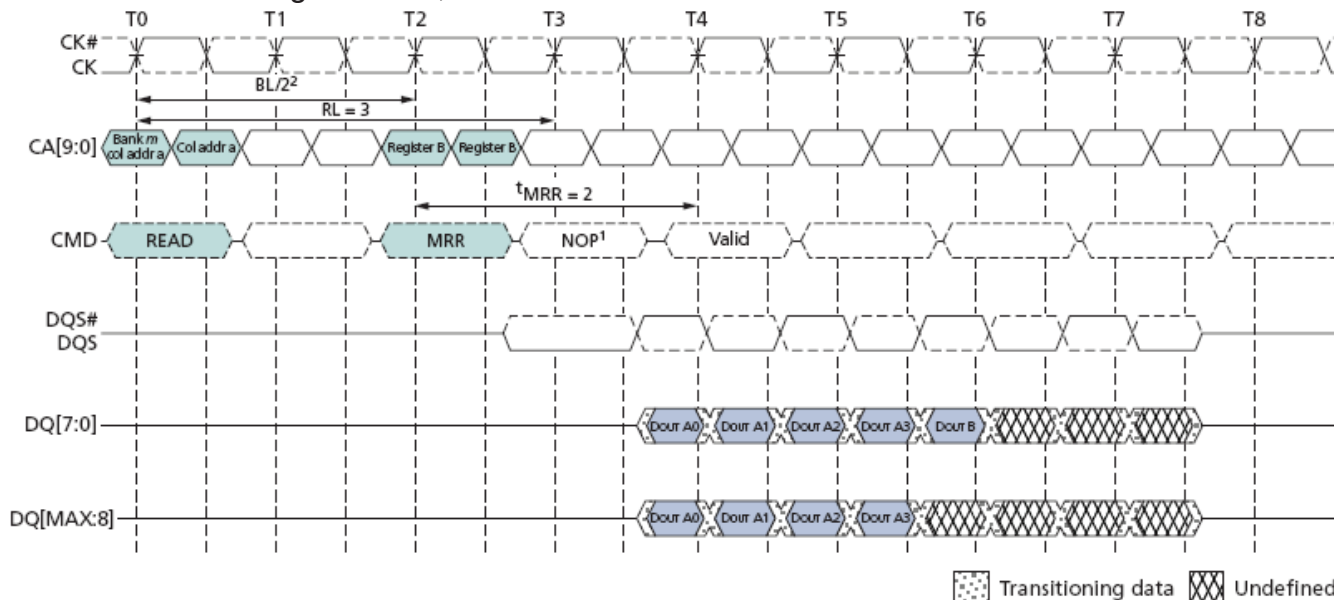 T0 T1 T2 T3 T4 T5 T6 T7 T8
CK#
CK
BL/2²
RL = 3
CA[9:0] Bank m col addr a Col addr a Register B Register B
tMRR = 2
CMD READ MRR NOP¹ Valid
DQS#
DQS
DQ[7:0] DOUT A0 DOUT A1 DOUT A2 DOUT A3 DOUT B
DQ[MAX:8] DOUT A0 DOUT A1 DOUT A2 DOUT A3
Transitioning data Undefined